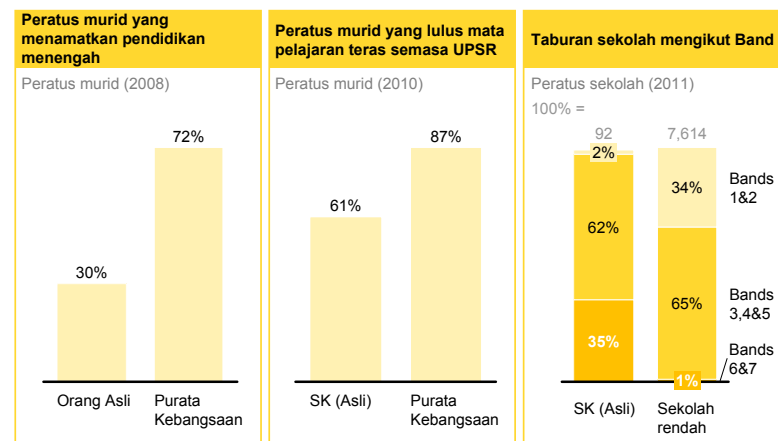 Peratus murid yang
menamatkan pendidikan
menengah
Peratus murid (2008)
72%
30%
Orang Asli
Purata
Kebangsaan
Peratus murid yang lulus mata
pelajaran teras semasa UPSR
Peratus murid (2010)
87%
61%
SK (Asli)
Purata
Kebangsaan
Taburan sekolah mengikut Band
Peratus sekolah (2011)
100% =
92
7,614
2%
34%
Bands
1&2
62%
65%
Bands
3,4&5
35%
1%
Bands
6&7
SK (Asli)
Sekolah
rendah